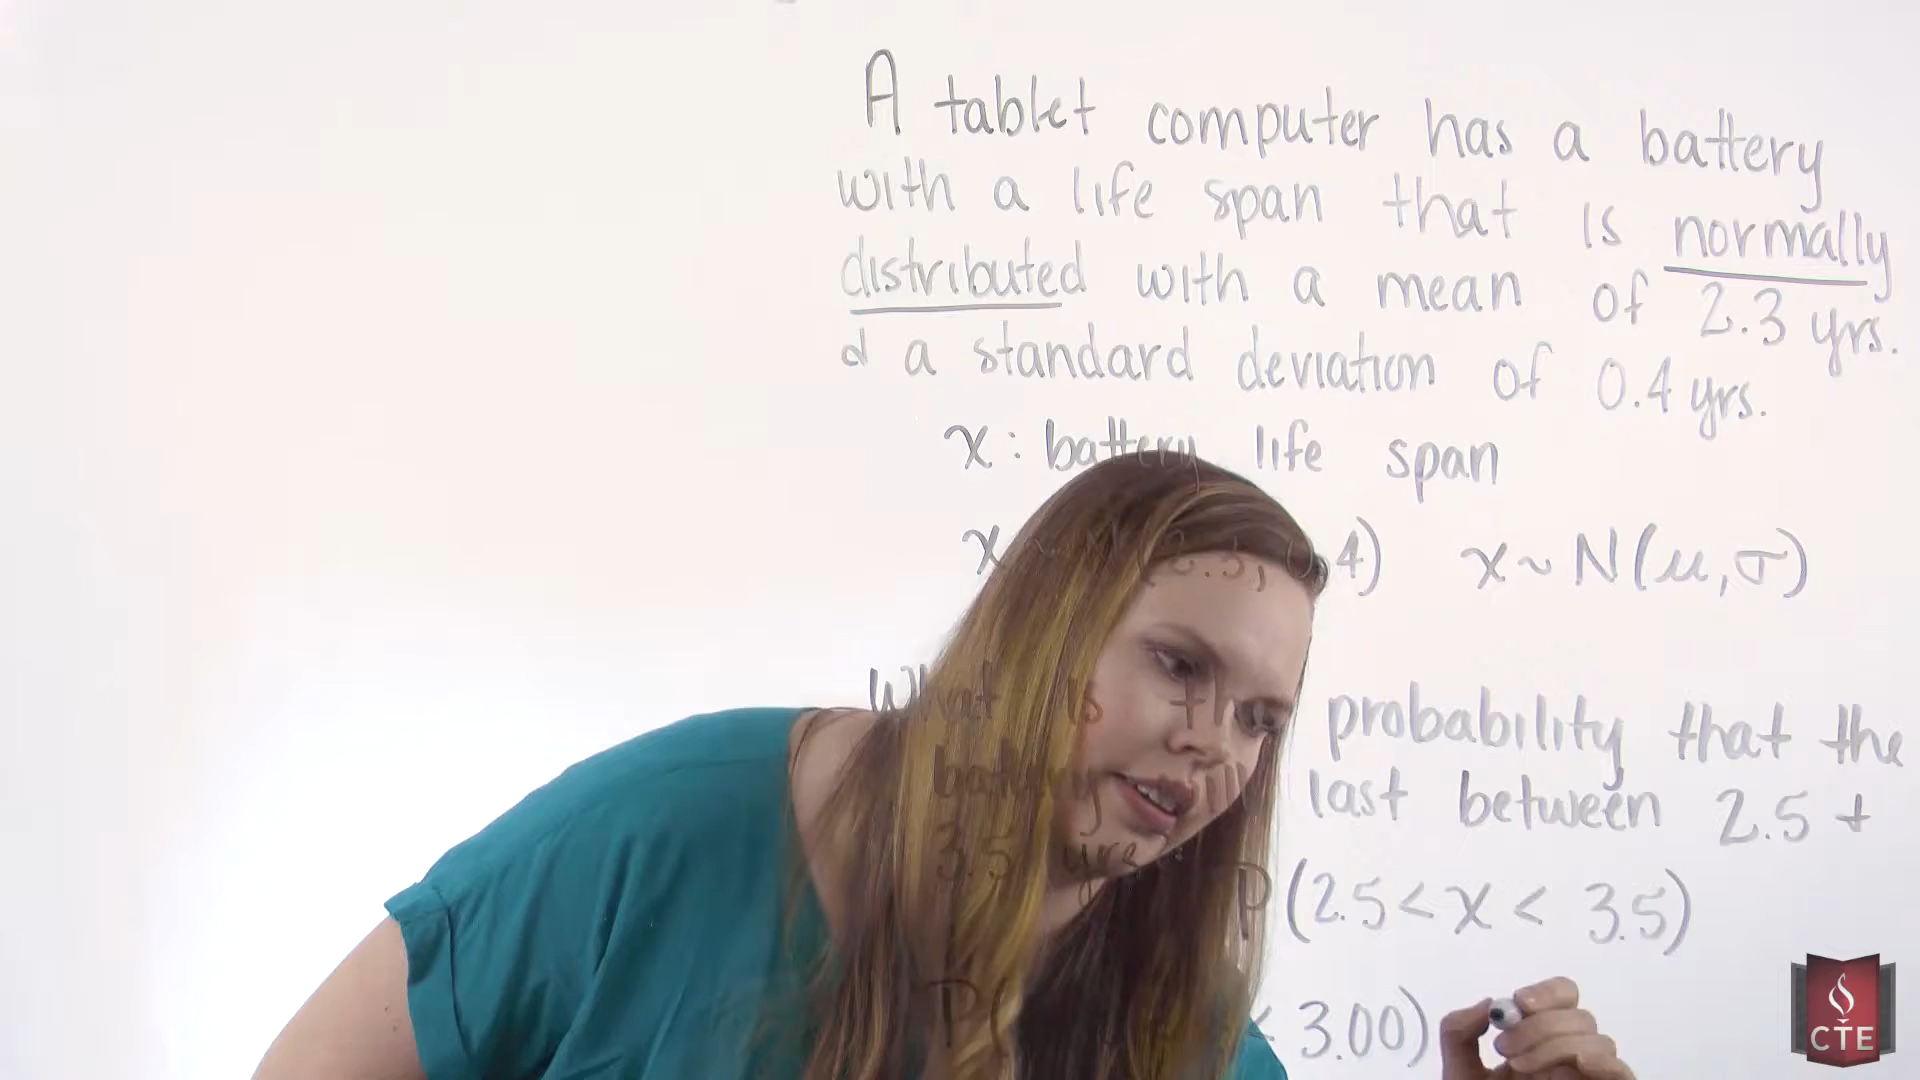 A tablet computer has a battery
with a life span that is normally
distributed with a mean of 2.3 yrs.
& a standard deviation of 0.4 yrs.
x : battery life span
x ~ N(2.3, 0.4) x ~ N(μ, σ)
What is the probability that the
battery will last between 2.5 +
3.5 yrs.
P(2.5 < x < 3.5)
P( < 3.00)
CTE